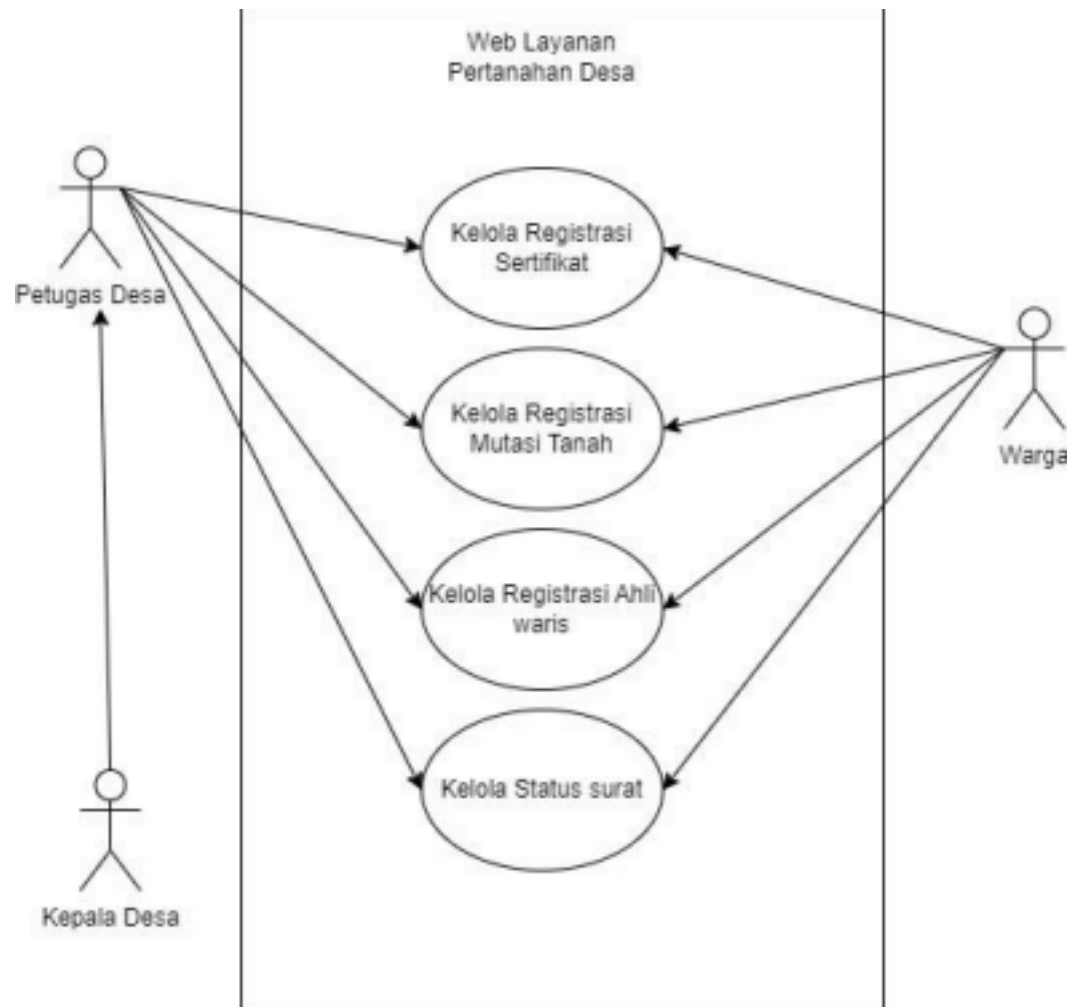 Web Layanan
Pertanahan Desa
Kelola Registrasi
Sertifikat
Petugas Desa
Kelola Registrasi
Mutasi Tanah
Warga
Kelola Registrasi Ahli
waris
Kelola Status surat
Kepala Desa